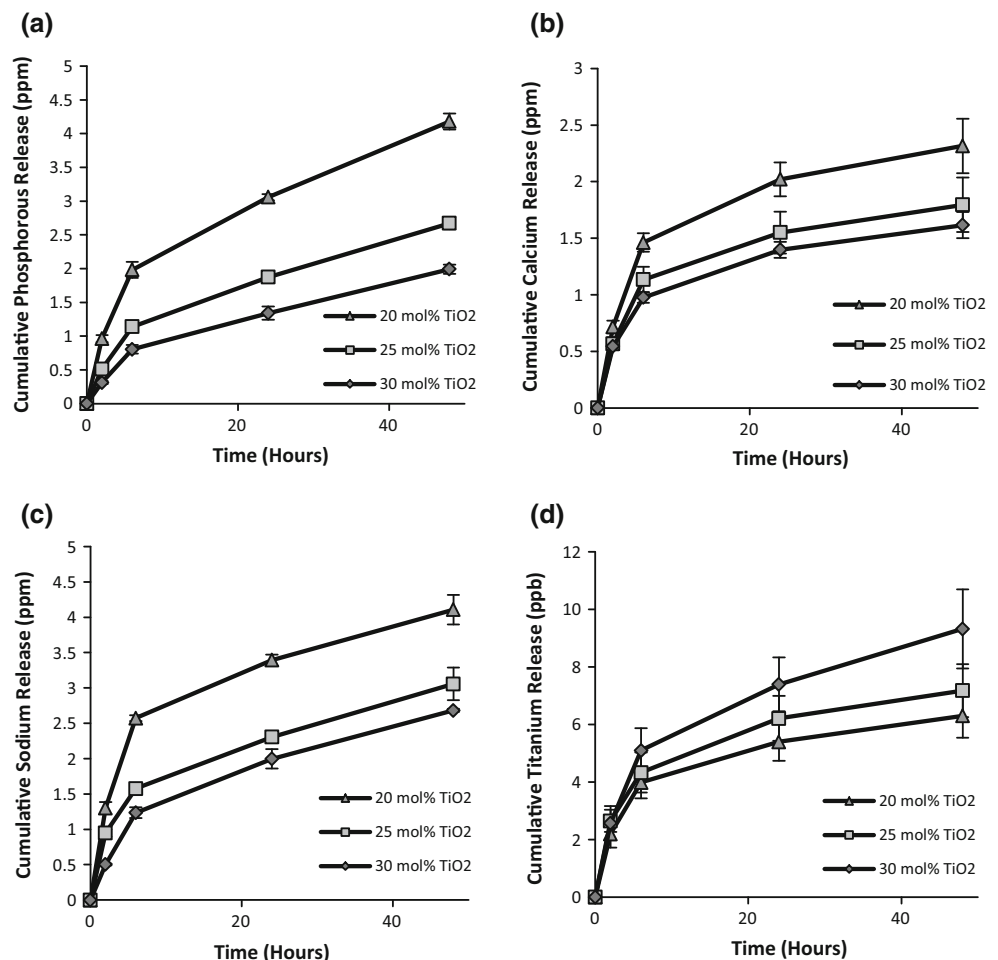 (a)
Cumulative Phosphorous Release (ppm)
5
4.5
4
3.5
3
2.5
2
1.5
1
0.5
0
0
20
40
Time (Hours)
20 mol% TiO2
25 mol% TiO2
30 mol% TiO2
(b)
Cumulative Calcium Release (ppm)
3
2.5
2
1.5
1
0.5
0
0
20
40
Time (Hours)
20 mol% TiO2
25 mol% TiO2
30 mol% TiO2
(c)
Cumulative Sodium Release (ppm)
5
4.5
4
3.5
3
2.5
2
1.5
1
0.5
0
0
20
40
Time (Hours)
20 mol% TiO2
25 mol% TiO2
30 mol% TiO2
(d)
Cumulative Titanium Release (ppb)
12
10
8
6
4
2
0
0
20
40
Time (Hours)
20 mol% TiO2
25 mol% TiO2
30 mol% TiO2